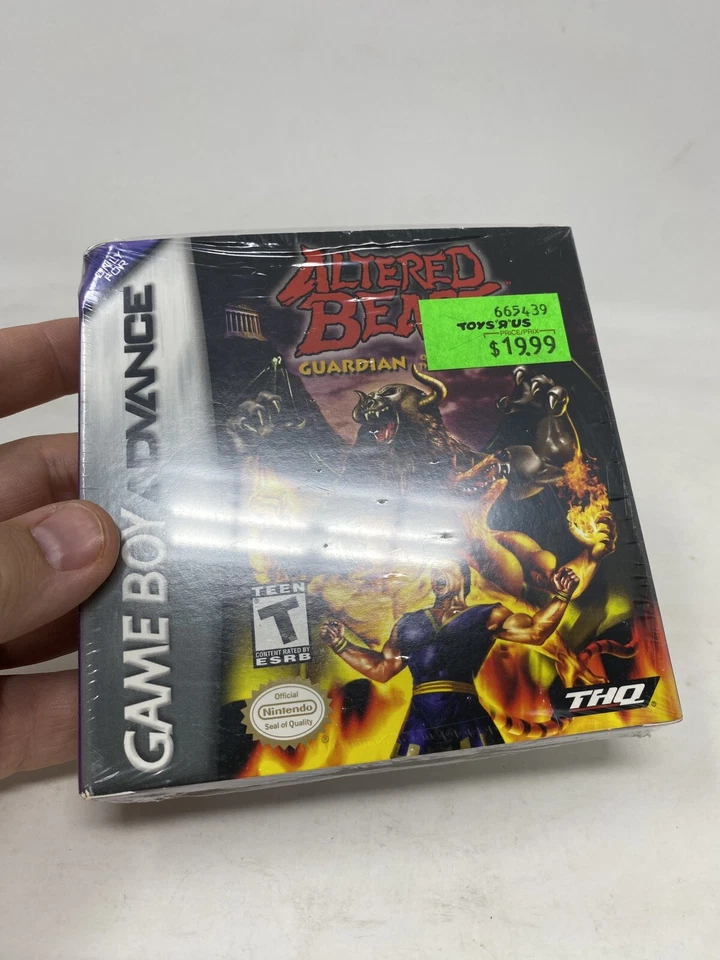 ONLY
FOR
GAME BOY ADVANCE
ALTERED
BEA
GUARDIAN
665439
TOYS"R"US
PRICE/PRIX
$19.99
TEEN
T
CONTENT RATED BY
ESRB
Official
Nintendo
Seal of Quality
THQ